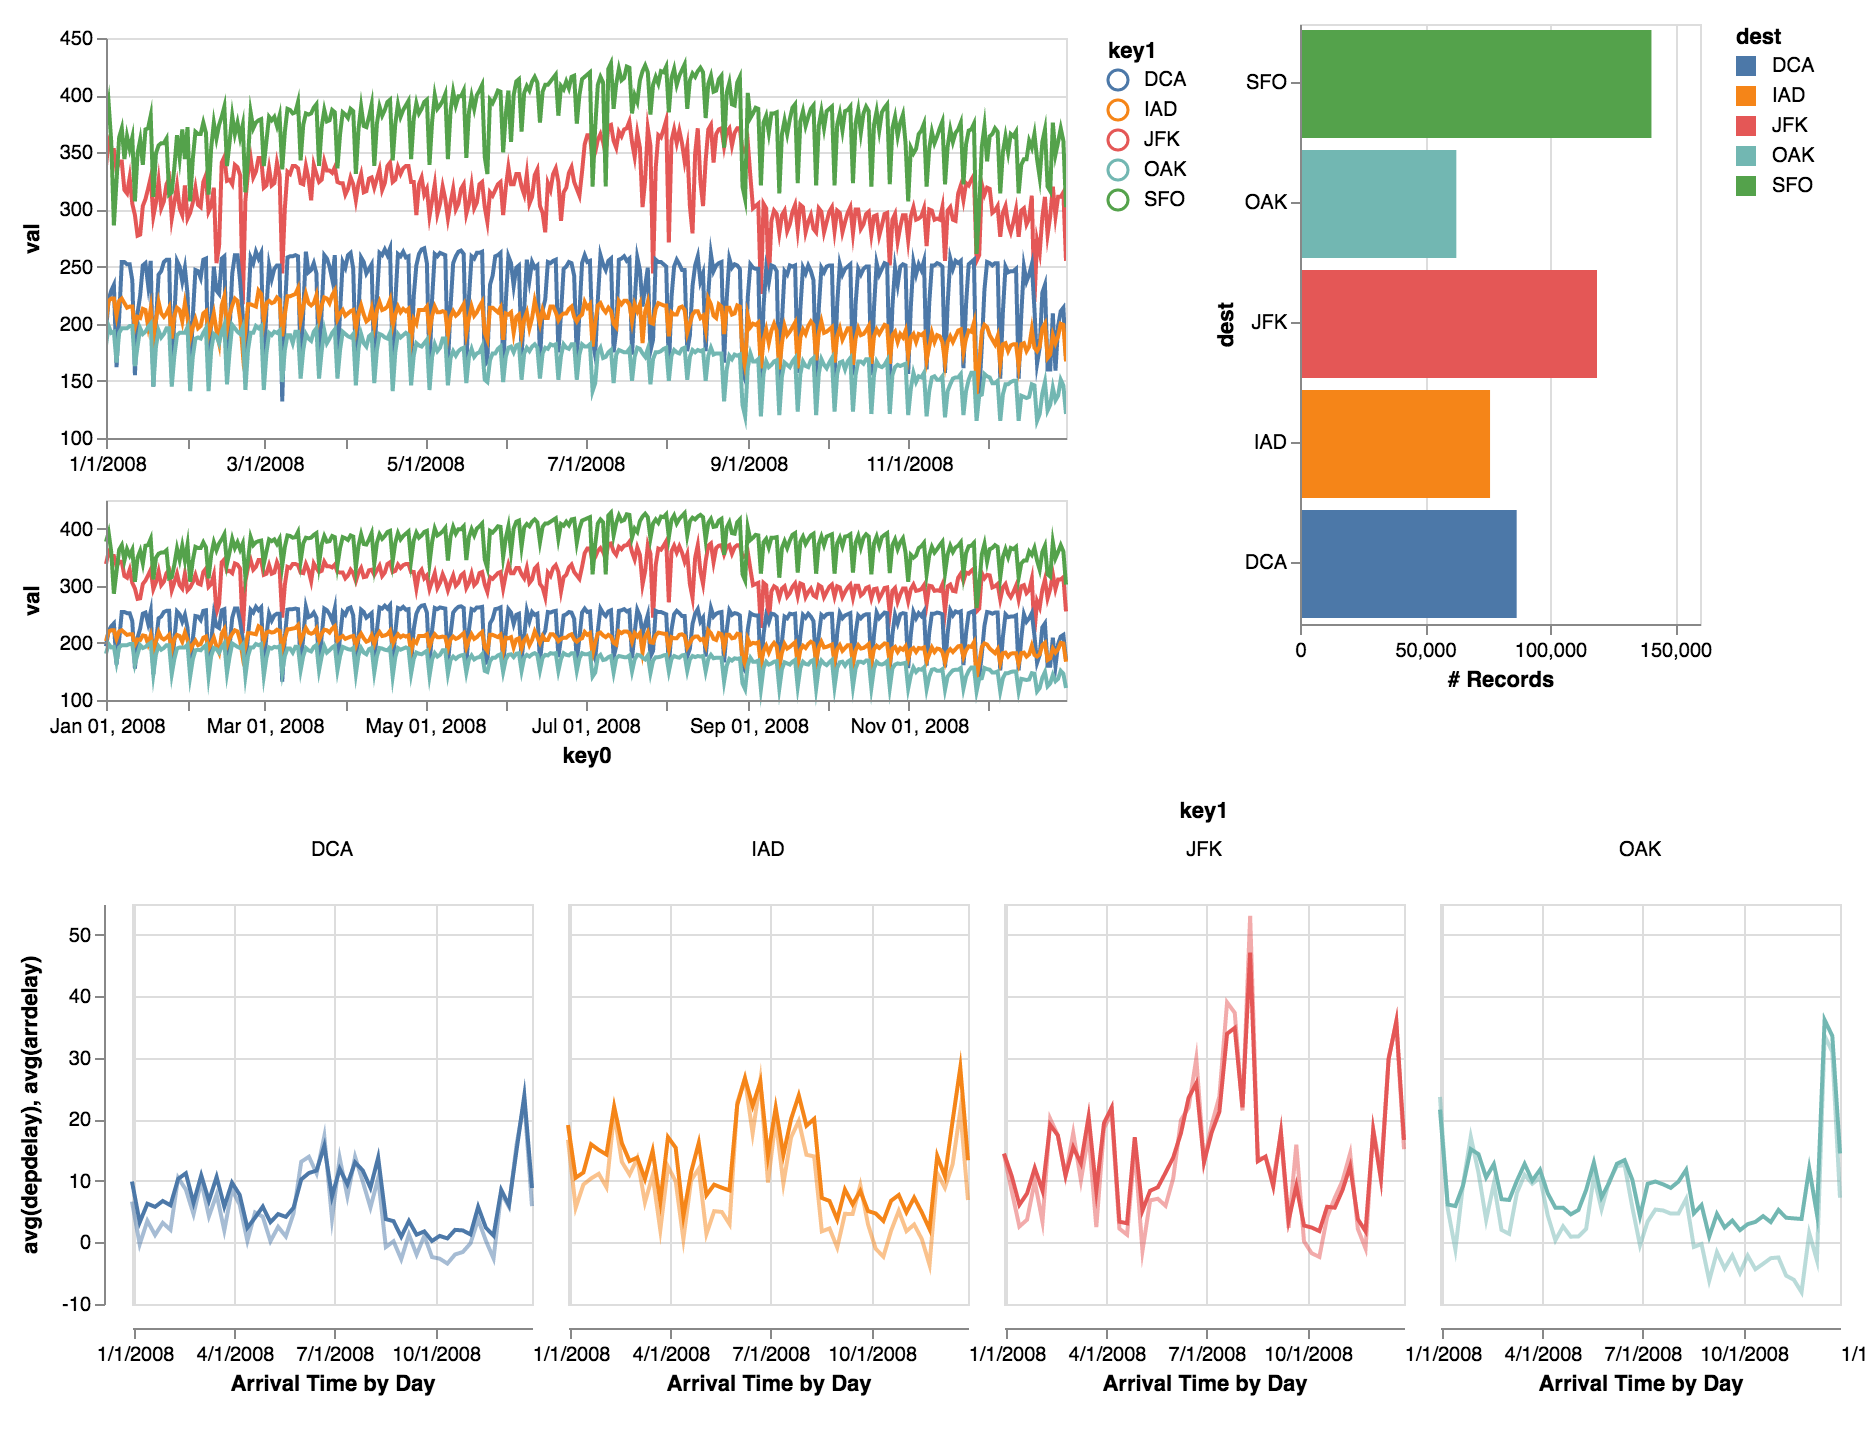 450
400
350
300
250
200
150
100
val
1/1/2008 3/1/2008 5/1/2008 7/1/2008 9/1/2008 11/1/2008
key1
DCA
IAD
JFK
OAK
SFO
400
300
200
100
val
Jan 01, 2008 Mar 01, 2008 May 01, 2008 Jul 01, 2008 Sep 01, 2008 Nov 01, 2008
key0
SFO
OAK
JFK
IAD
DCA
dest
0 50,000 100,000 150,000
# Records
dest
DCA
IAD
JFK
OAK
SFO
key1
DCA IAD JFK OAK
50
40
30
20
10
0
-10
avg(depdelay), avg(arrdelay)
1/1/2008 4/1/2008 7/1/2008 10/1/2008
Arrival Time by Day
1/1/2008 4/1/2008 7/1/2008 10/1/2008
Arrival Time by Day
1/1/2008 4/1/2008 7/1/2008 10/1/2008
Arrival Time by Day
1/1/2008 4/1/2008 7/1/2008 10/1/2008 1/1
Arrival Time by Day